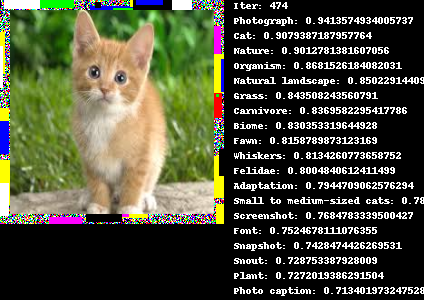 Iter: 474
Photograph: 0.9413574934005737
Cat: 0.9079387187957764
Nature: 0.9012781381607056
Organism: 0.8681526184082031
Natural landscape: 0.8502291440
Grass: 0.843508243560791
Carnivore: 0.8369582295417786
Biome: 0.830353319644928
Fawn: 0.8158789873123169
Whiskers: 0.8134260773658752
Felidae: 0.8004840612411499
Adaptation: 0.7944709062576294
Small to medium-sized cats: 0.78
Screenshot: 0.7684783339500427
Font: 0.7524678111076355
Snapshot: 0.7428474426269531
Snout: 0.728753387928009
Plant: 0.7272019386291504
Photo caption: 0.713401973247528